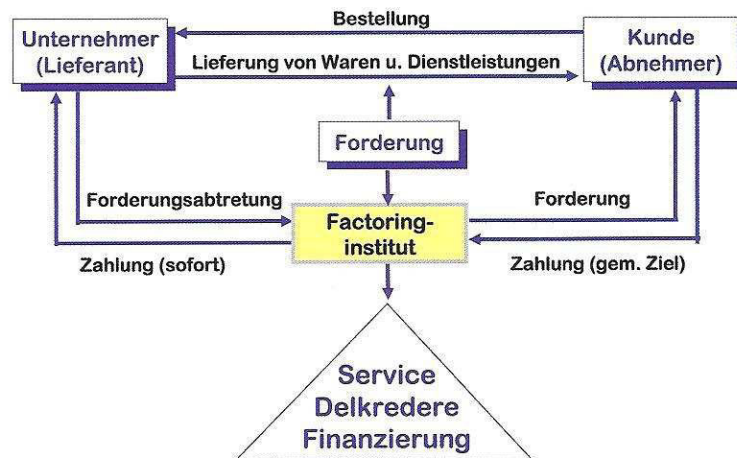 Bestellung
Unternehmer
(Lieferant)
Kunde
(Abnehmer)
Lieferung von Waren u. Dienstleistungen
Forderung
Forderungsabtretung
Forderung
Factoring-
institut
Zahlung (sofort)
Zahlung (gem. Ziel)
Service
Delkredere
Finanzierung